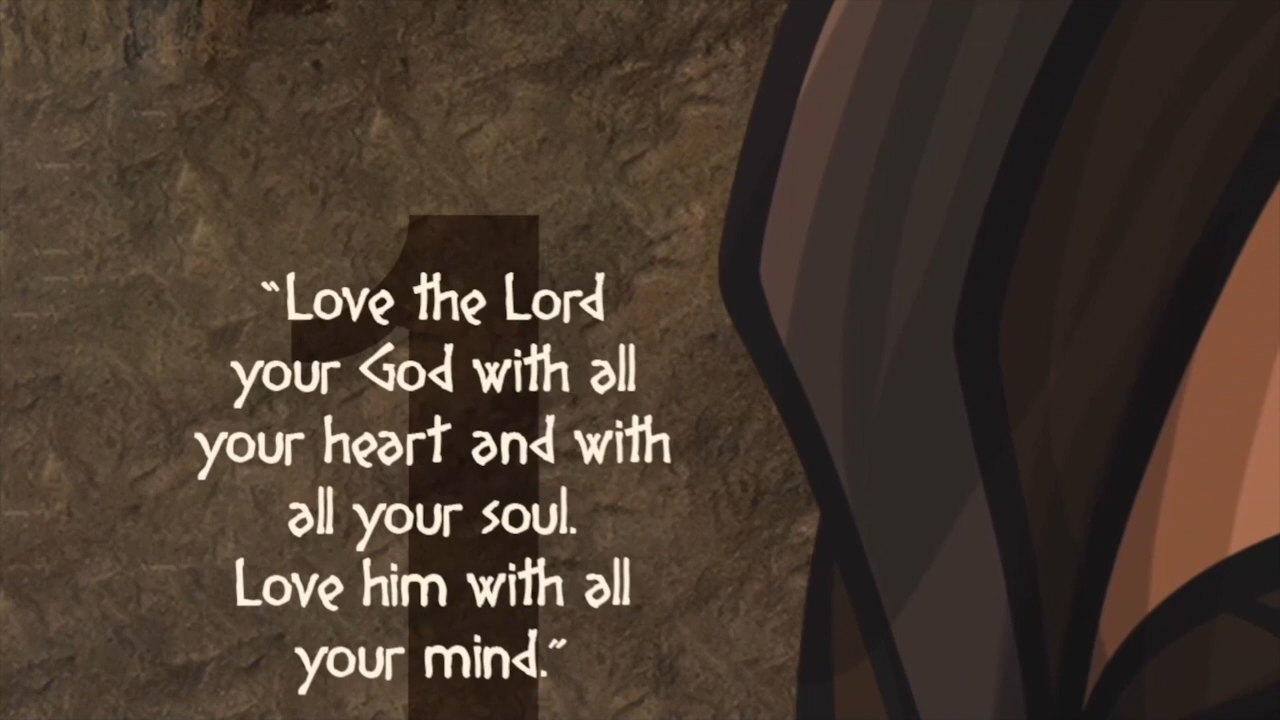 1
“Love the Lord
your God with all
your heart and with
all your soul.
Love him with all
your mind.”